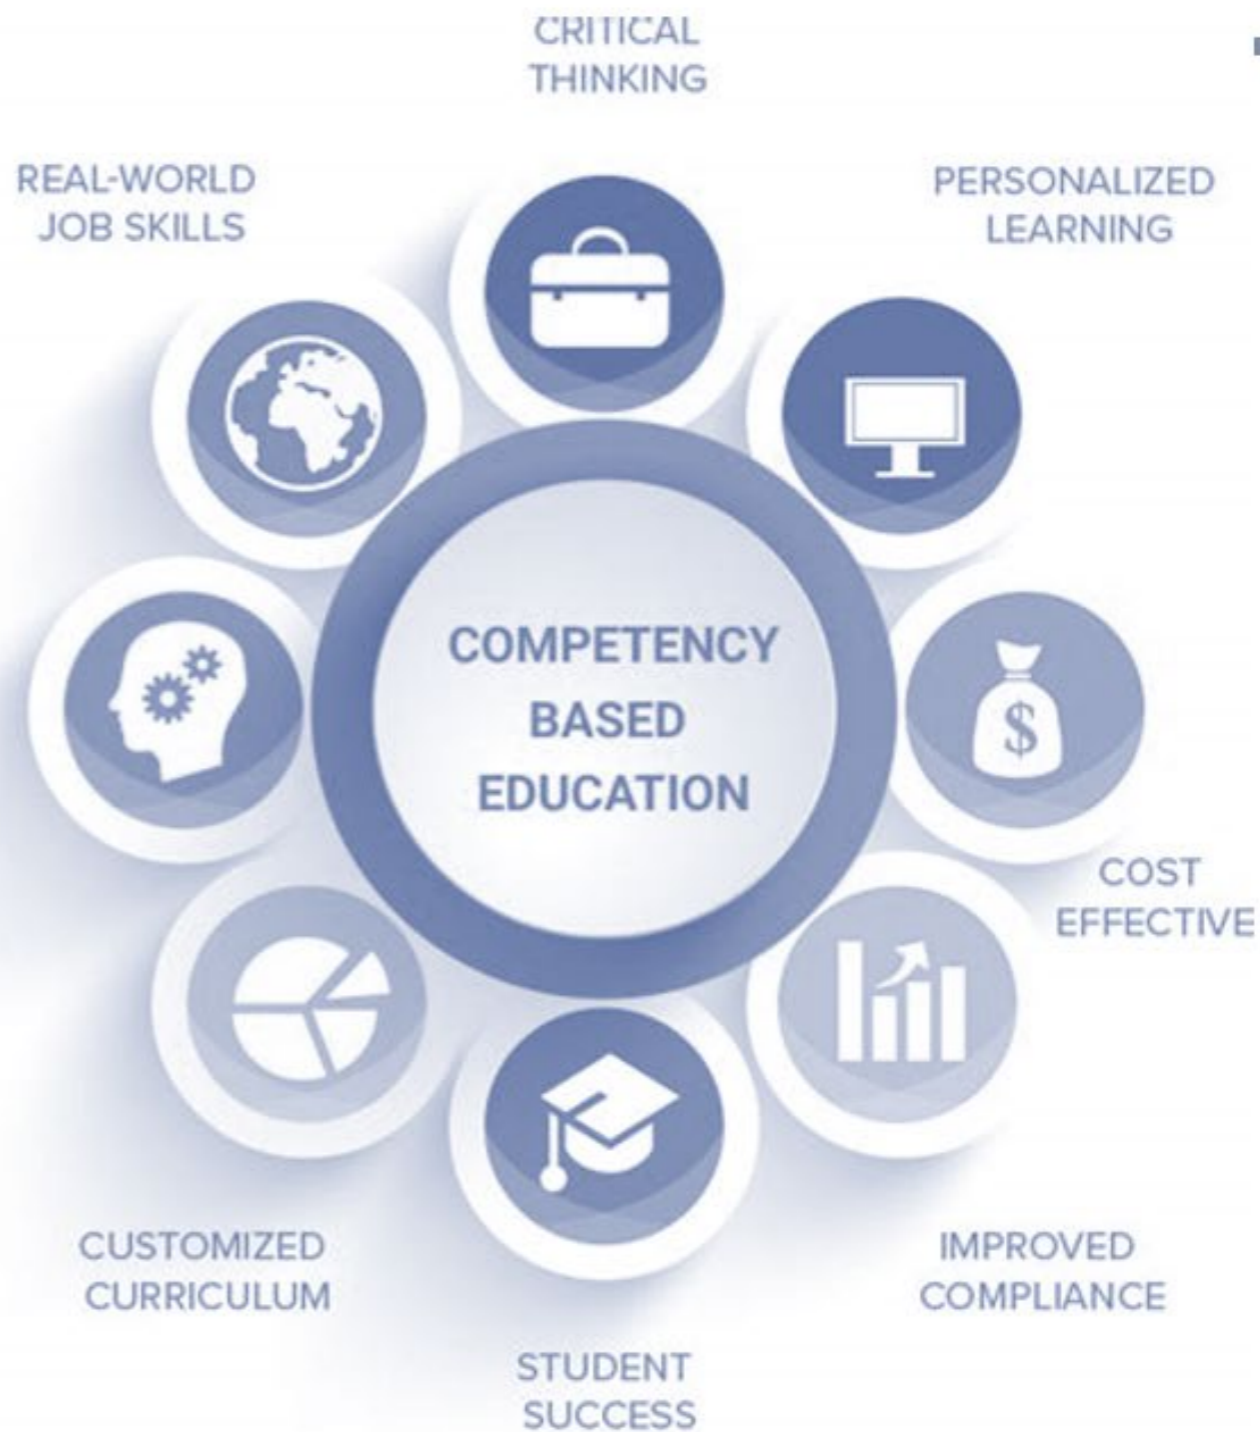 CRITICAL
THINKING
REAL-WORLD
JOB SKILLS
PERSONALIZED
LEARNING
COMPETENCY
BASED
EDUCATION
$
COST
EFFECTIVE
CUSTOMIZED
CURRICULUM
IMPROVED
COMPLIANCE
STUDENT
SUCCESS